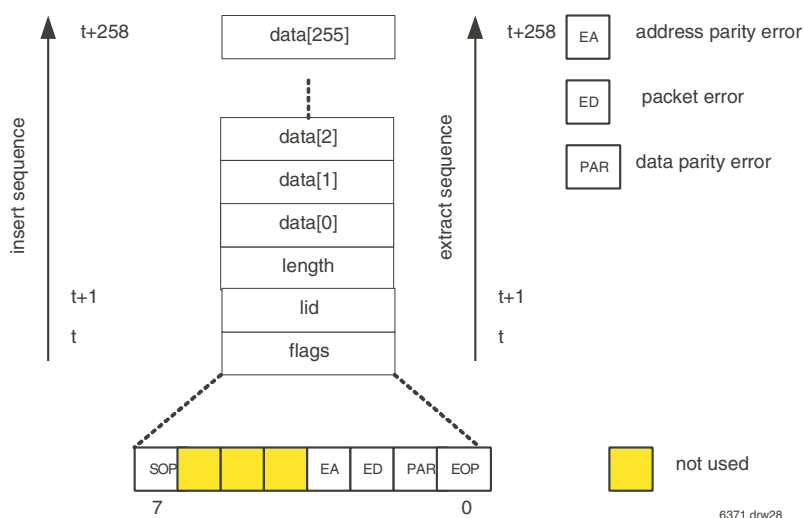 t+258
data[255]
t+258
EA
address parity error
ED
packet error
PAR
data parity error
insert sequence
extract sequence
data[2]
data[1]
data[0]
length
lid
flags
t+1
t
t+1
t
SOP
EA
ED
PAR
EOP
7
0
not used
6371 drw28